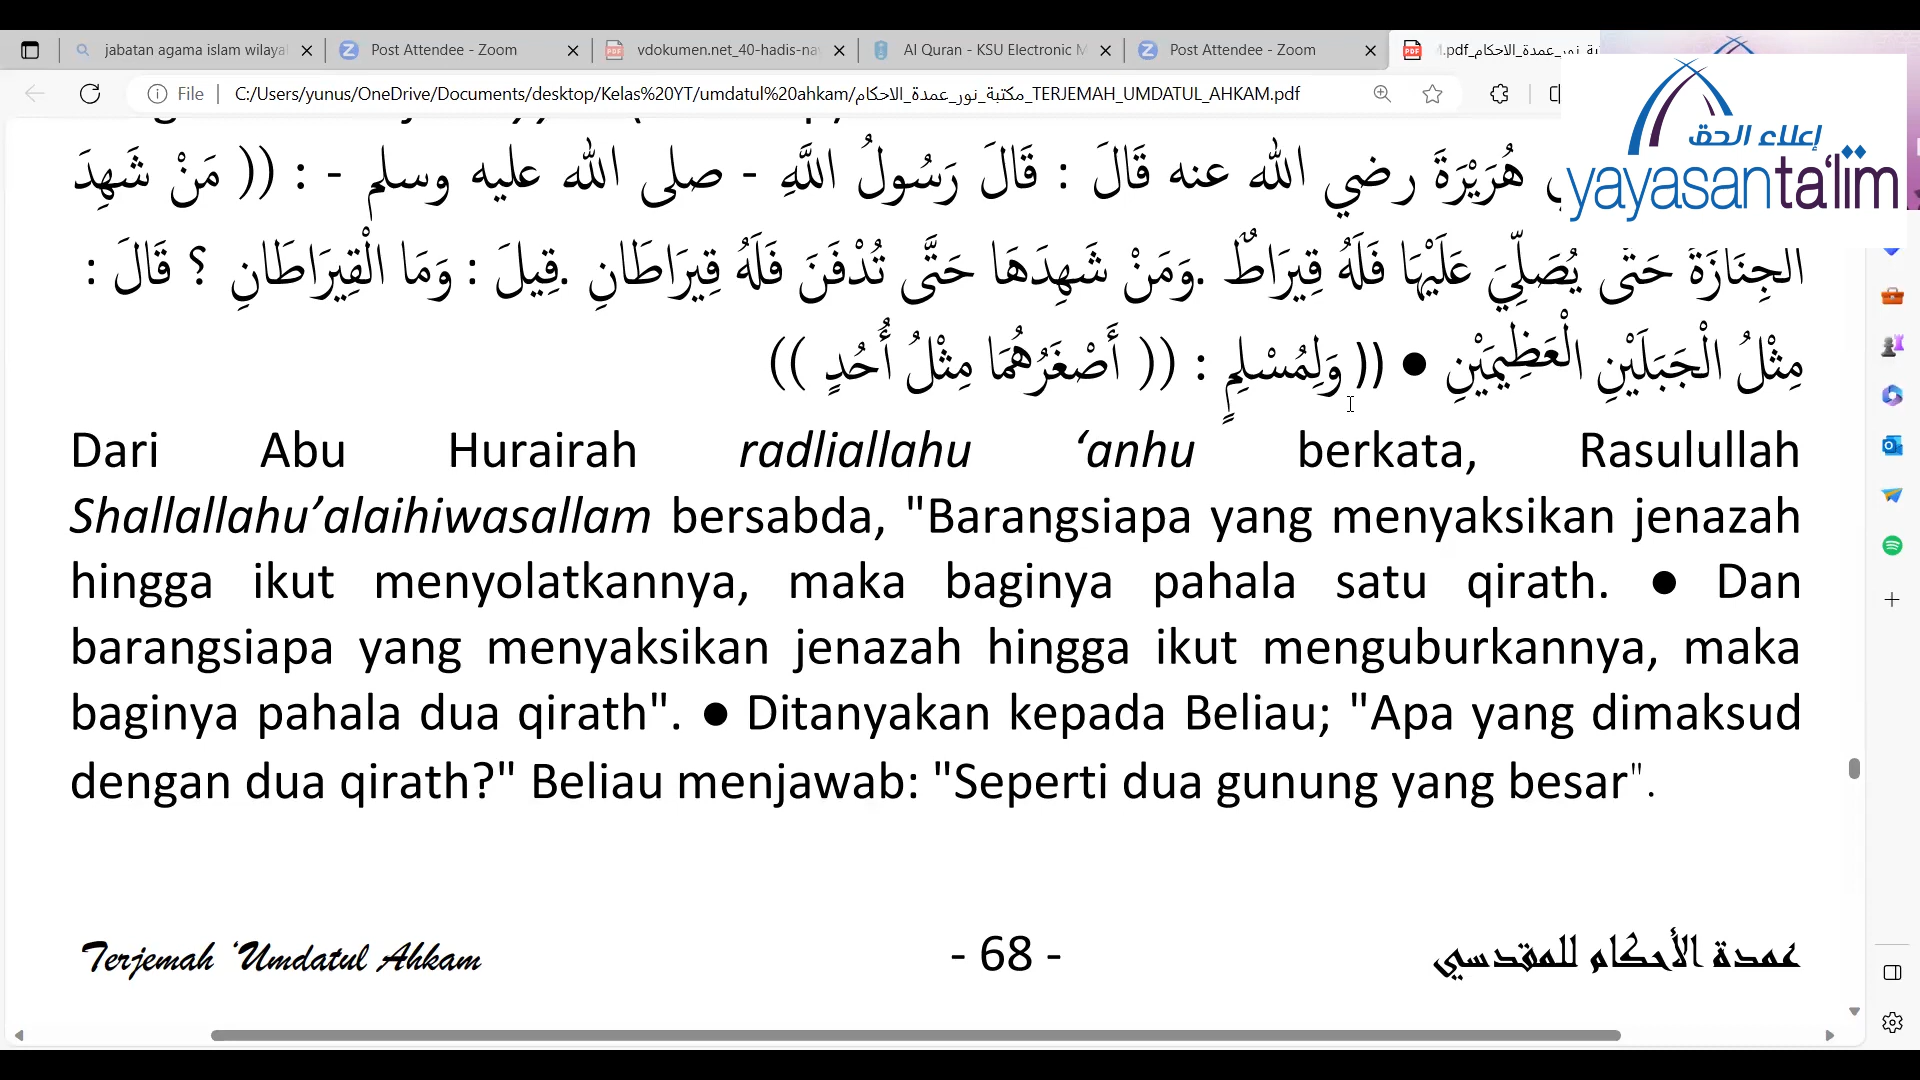 jabatan agama islam wilaya
Post Attendee - Zoom
vdokumen.net_40-hadis-na
Al Quran - KSU Electronic M
Post Attendee - Zoom
File
C:/Users/yunus/OneDrive/Documents/desktop/Kelas%20YT/umdatul%20ahkam/مكتبة_نور_عمدة_الاحكام_TERJEMAH_UMDATUL_AHKAM.pdf
إعلاء الحق
yayasanta'lim
هُرَيْرَةَ رضي الله عنه قَالَ : قَالَ رَسُولُ اللَّهِ - صلى الله عليه وسلم - : (( مَنْ شَهِدَ
الجِنَازَةَ حَتَّى يُصَلِّيَ عَلَيْهَا فَلَهُ قِيرَاطٌ .وَمَنْ شَهِدَهَا حَتَّى تُدْفَنَ فَلَهُ قِيرَاطَانِ .قِيلَ : وَمَا الْقِيرَاطَانِ ؟ قَالَ :
مِثْلُ الْجَبَلَيْنِ الْعَظِيمَيْنِ ● (( وَلِمُسْلِمٍ : (( أَصْغَرُهُمَا مِثْلُ أُحُدٍ ))
Dari Abu Hurairah radliallahu ‘anhu berkata, Rasulullah
Shallallahu’alaihiwasallam bersabda, "Barangsiapa yang menyaksikan jenazah
hingga ikut menyolatkannya, maka baginya pahala satu qirath. ● Dan
barangsiapa yang menyaksikan jenazah hingga ikut menguburkannya, maka
baginya pahala dua qirath". ● Ditanyakan kepada Beliau; "Apa yang dimaksud
dengan dua qirath?" Beliau menjawab: "Seperti dua gunung yang besar".
Terjemah ‘Umdatul Ahkam
- 68 -
عمدة الأحكام للمقدسي